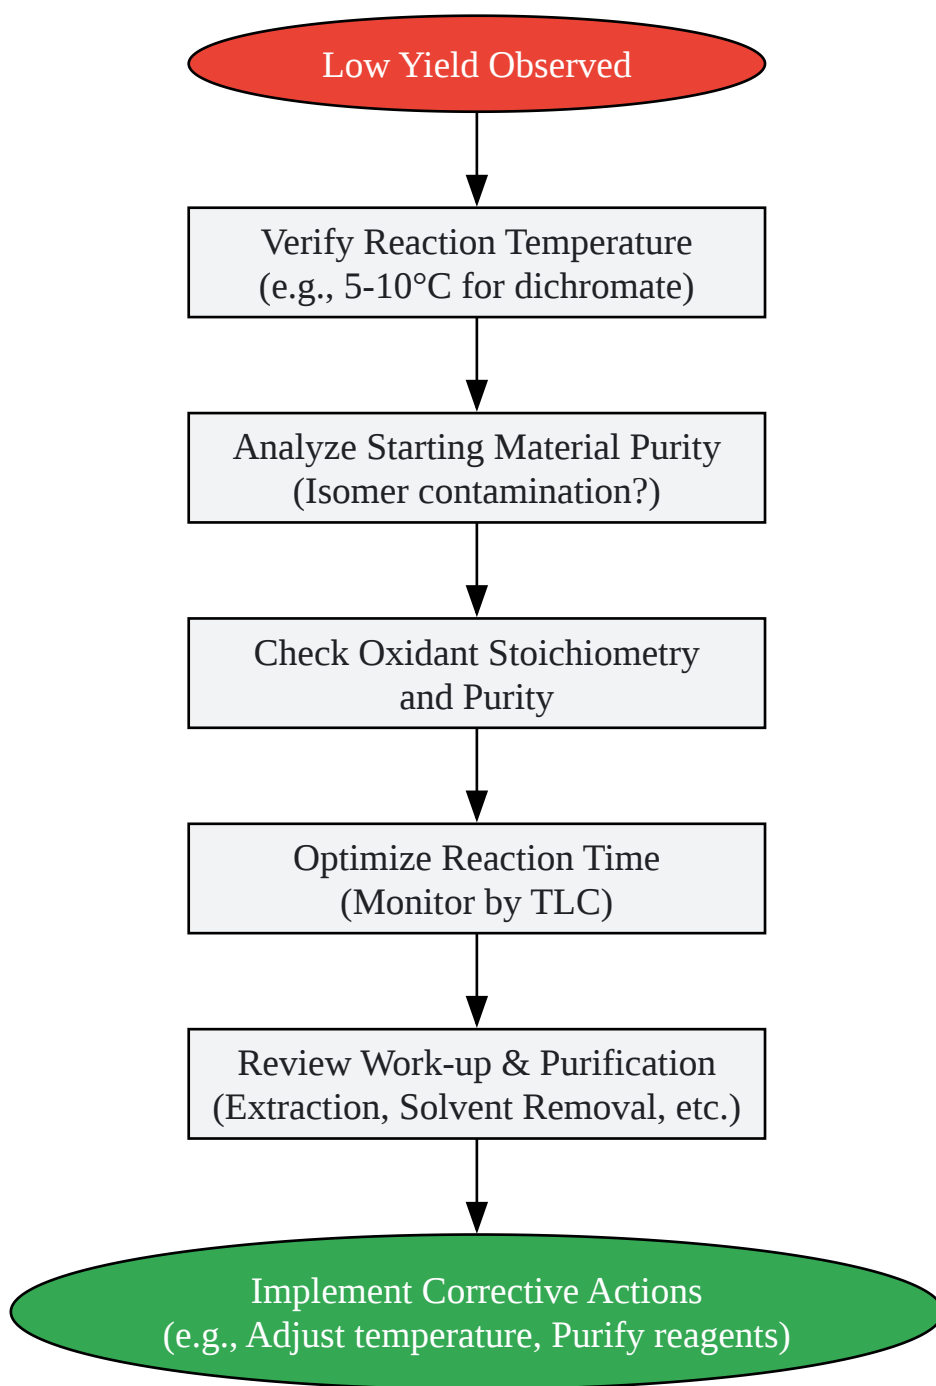 Low Yield Observed
Verify Reaction Temperature
(e.g., 5-10°C for dichromate)
Analyze Starting Material Purity
(Isomer contamination?)
Check Oxidant Stoichiometry
and Purity
Optimize Reaction Time
(Monitor by TLC)
Review Work-up & Purification
(Extraction, Solvent Removal, etc.)
Implement Corrective Actions
(e.g., Adjust temperature, Purify reagents)